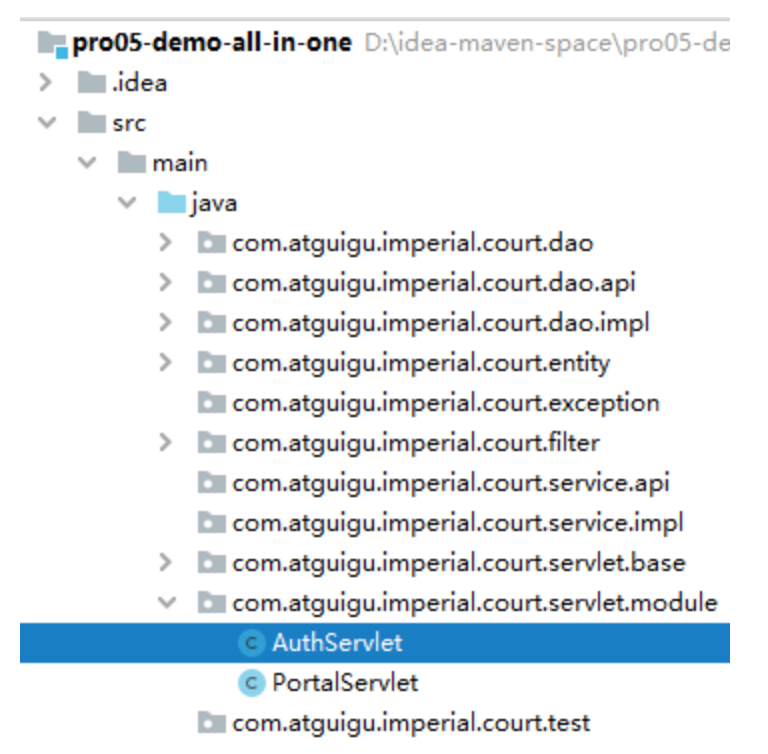 pro05-demo-all-in-one D:\idea-maven-space\pro05-de
.idea
src
main
java
com.atguigu.imperial.court.dao
com.atguigu.imperial.court.dao.api
com.atguigu.imperial.court.dao.impl
com.atguigu.imperial.court.entity
com.atguigu.imperial.court.exception
com.atguigu.imperial.court.filter
com.atguigu.imperial.court.service.api
com.atguigu.imperial.court.service.impl
com.atguigu.imperial.court.servlet.base
com.atguigu.imperial.court.servlet.module
C AuthServlet
C PortalServlet
com.atguigu.imperial.court.test